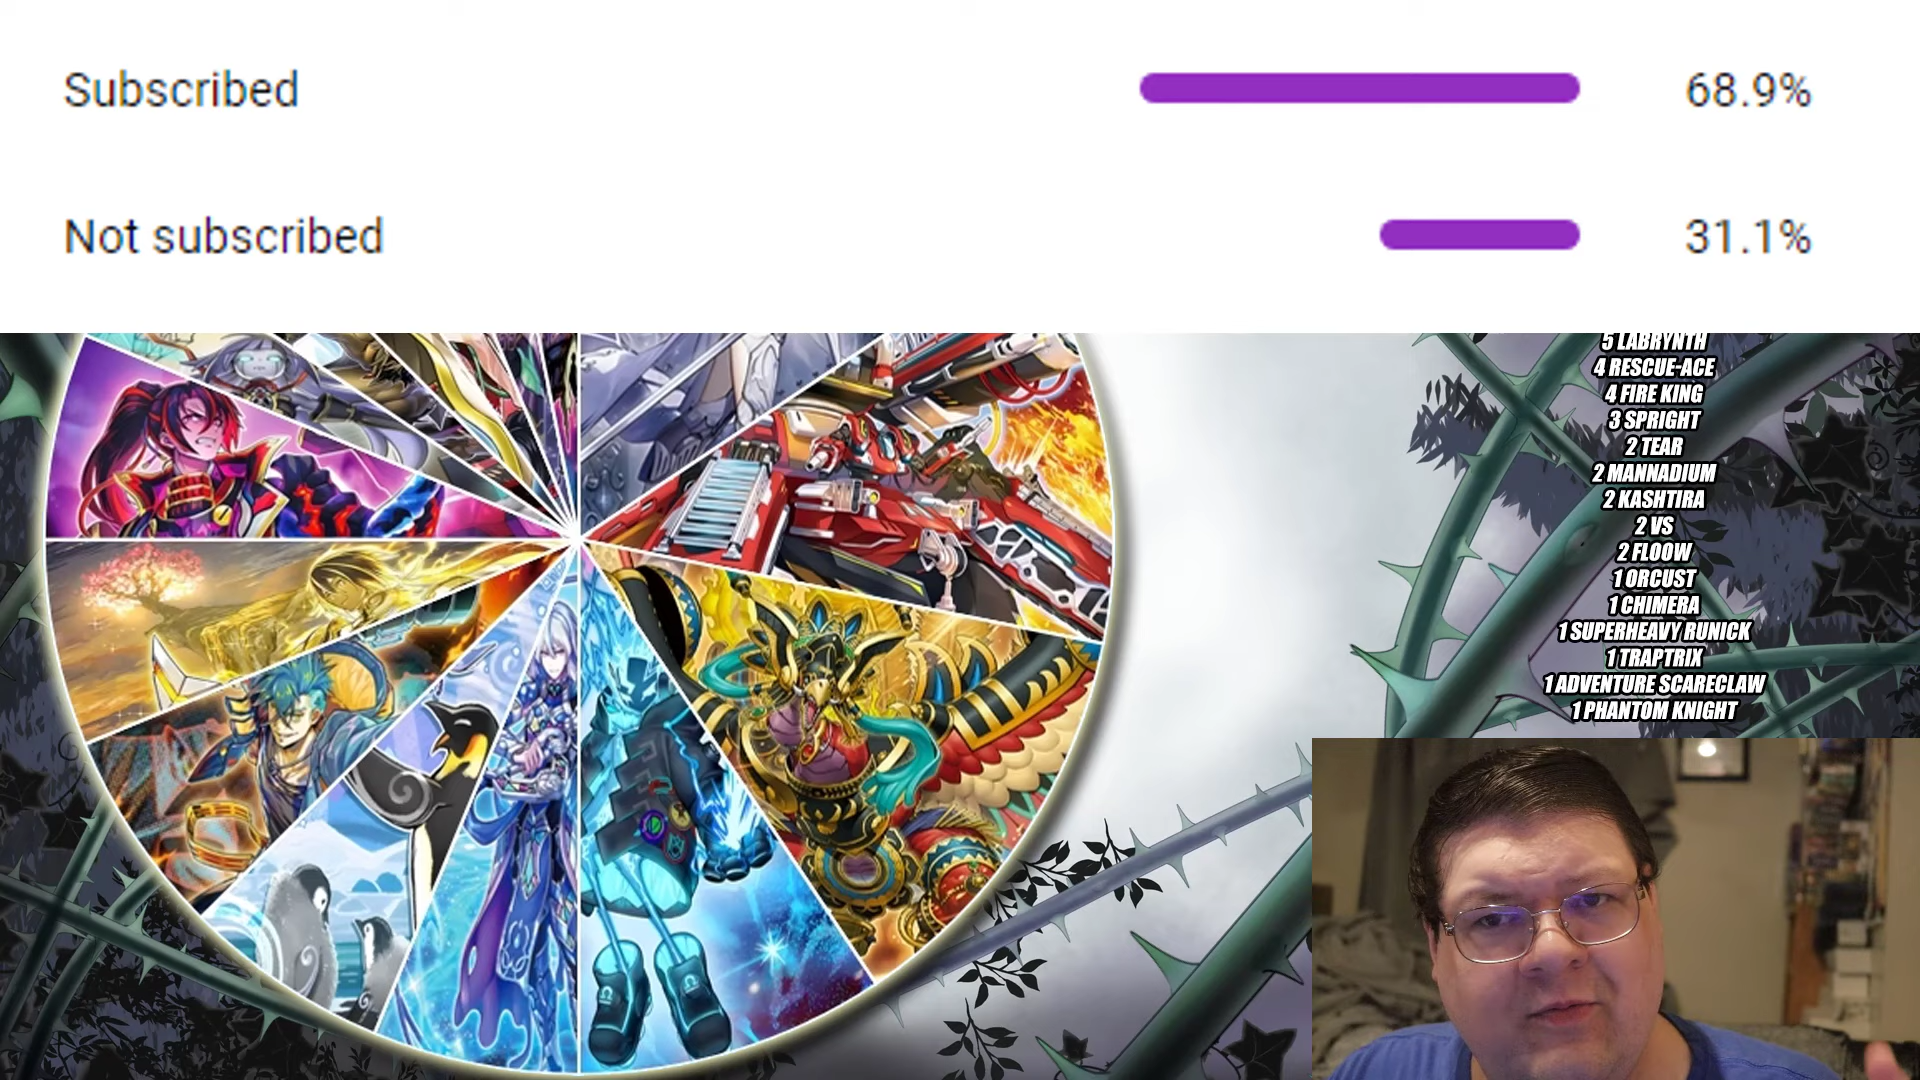 Subscribed
68.9%
Not subscribed
31.1%
5 LABRYNTH
4 RESCUE-ACE
4 FIRE KING
3 SPRIGHT
2 TEAR
2 MANNADIUM
2 KASHTIRA
2 VS
2 FLOOW
1 ORCUST
1 CHIMERA
1 SUPERHEAVY RUNICK
1 TRAPTRIX
1 ADVENTURE SCARECLAW
1 PHANTOM KNIGHT